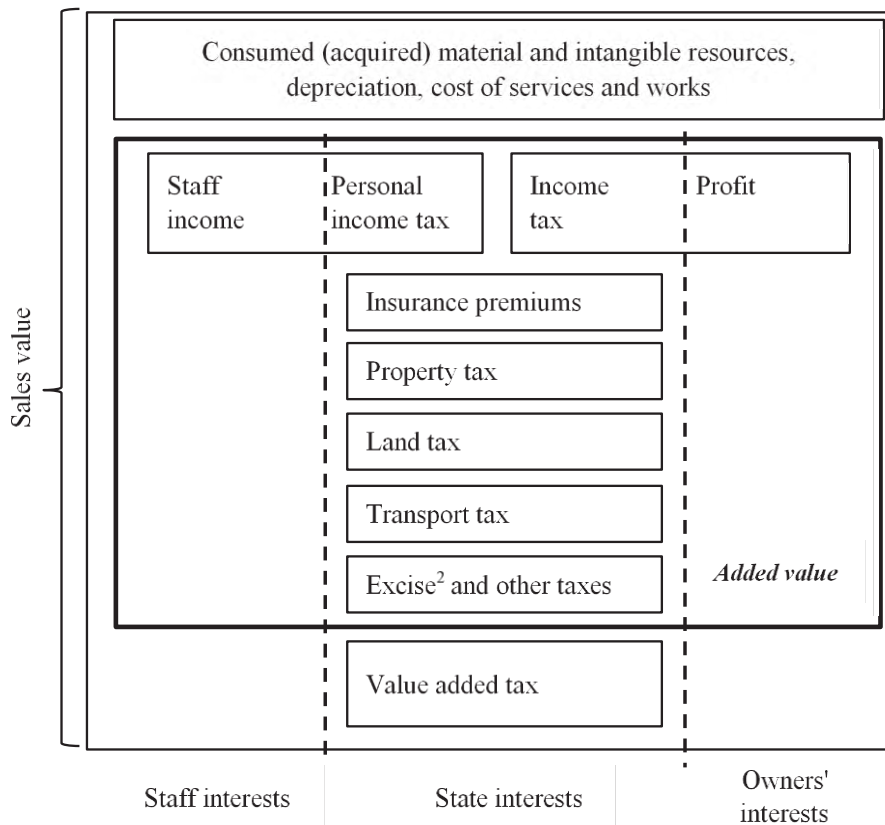 Consumed (acquired) material and intangible resources,
depreciation, cost of services and works
Staff
income
Personal
income tax
Income
tax
Profit
Insurance premiums
Property tax
Land tax
Transport tax
Excise² and other taxes
Added value
Value added tax
Sales value
Staff interests
State interests
Owners'
interests